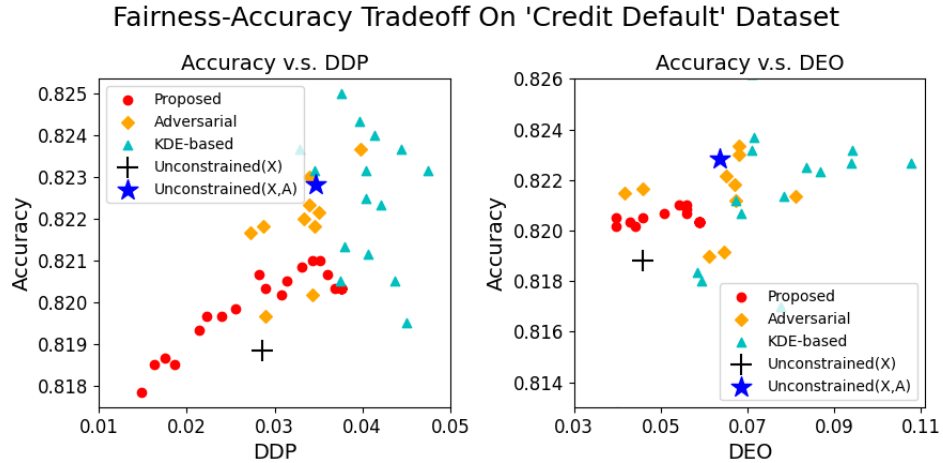 Fairness-Accuracy Tradeoff On 'Credit Default' Dataset
Accuracy v.s. DDP
Accuracy
0.825
0.824
0.823
0.822
0.821
0.820
0.819
0.818
Proposed
Adversarial
KDE-based
Unconstrained(X)
Unconstrained(X,A)
0.01 0.02 0.03 0.04 0.05
DDP
Accuracy v.s. DEO
Accuracy
0.826
0.824
0.822
0.820
0.818
0.816
0.814
Proposed
Adversarial
KDE-based
Unconstrained(X)
Unconstrained(X,A)
0.03 0.05 0.07 0.09 0.11
DEO